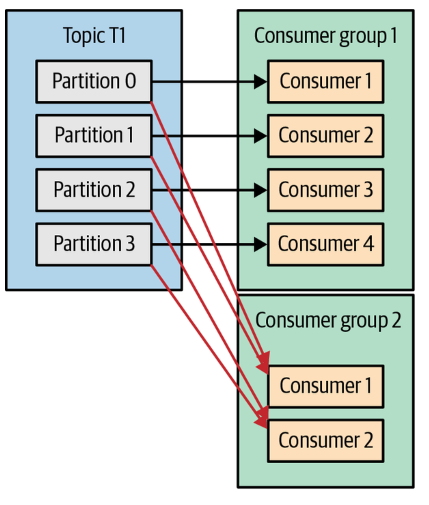 Topic T1
Partition 0
Partition 1
Partition 2
Partition 3
Consumer group 1
Consumer 1
Consumer 2
Consumer 3
Consumer 4
Consumer group 2
Consumer 1
Consumer 2